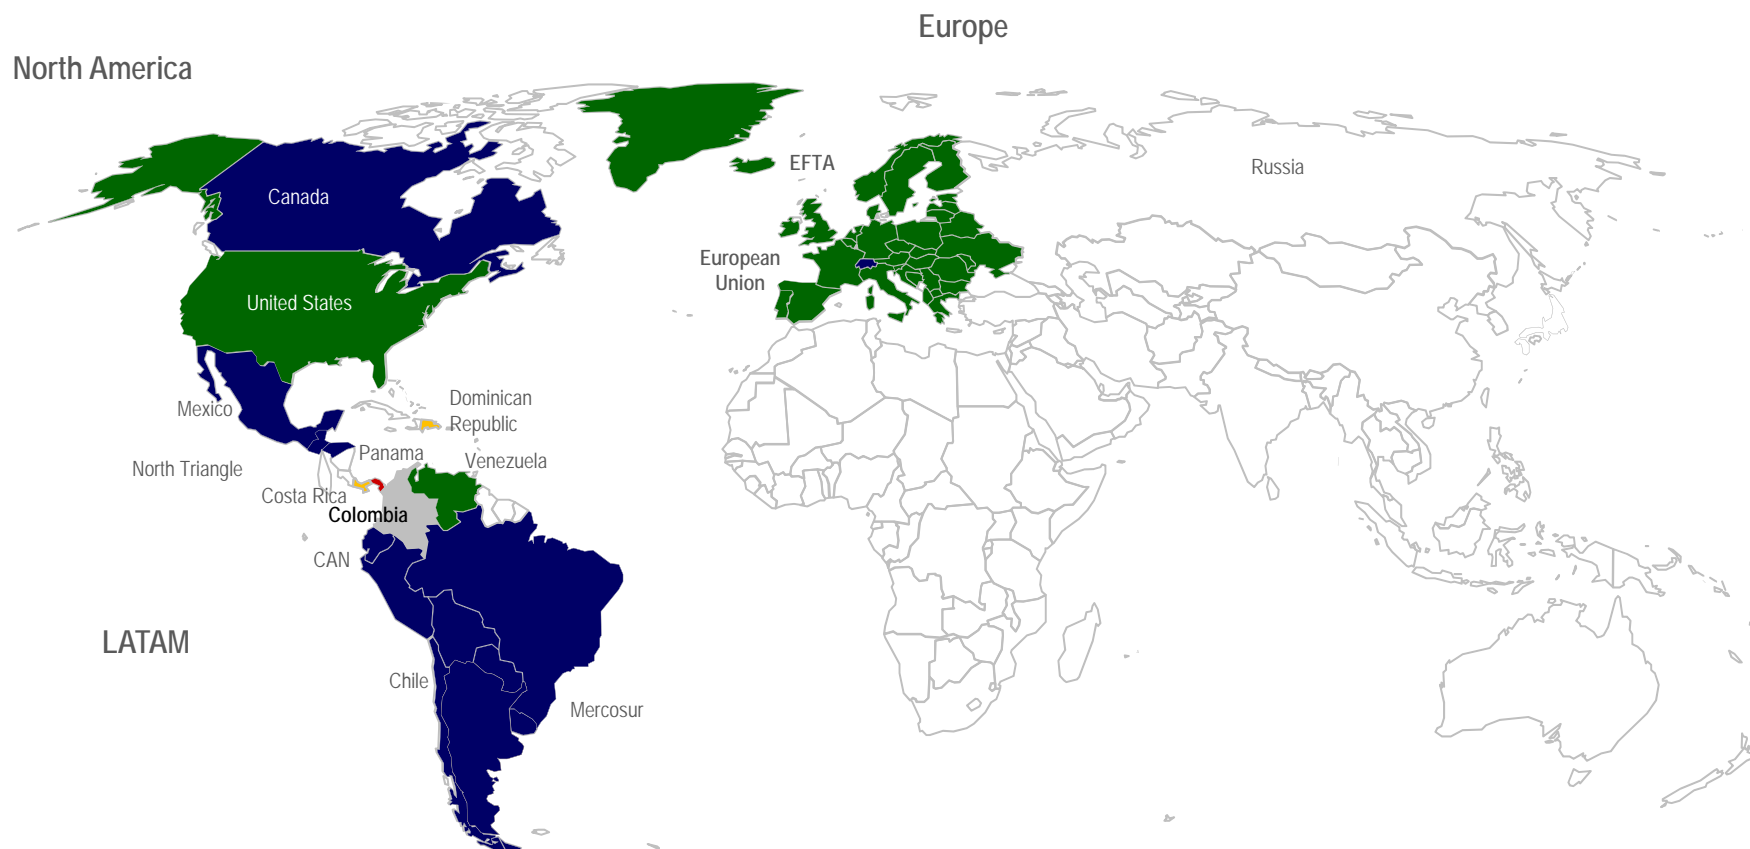 Europe
North America
EFTA
Russia
Canada
European
Union
United States
Dominican
Republic
Mexico
Panama
Venezuela
North Triangle
Costa Rica
Colombia
CAN
LATAM
Chile
Mercosur